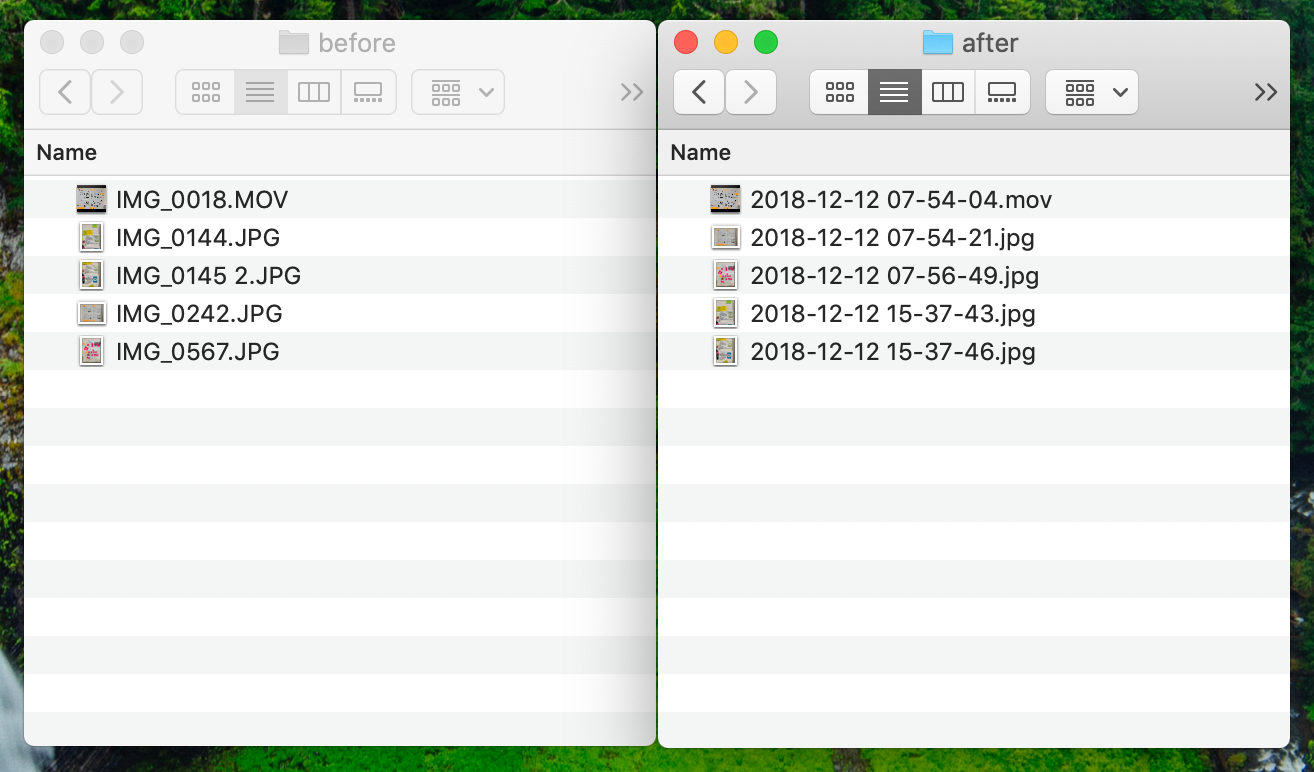 before
Name
IMG_0018.MOV
IMG_0144.JPG
IMG_0145 2.JPG
IMG_0242.JPG
IMG_0567.JPG
after
Name
2018-12-12 07-54-04.mov
2018-12-12 07-54-21.jpg
2018-12-12 07-56-49.jpg
2018-12-12 15-37-43.jpg
2018-12-12 15-37-46.jpg